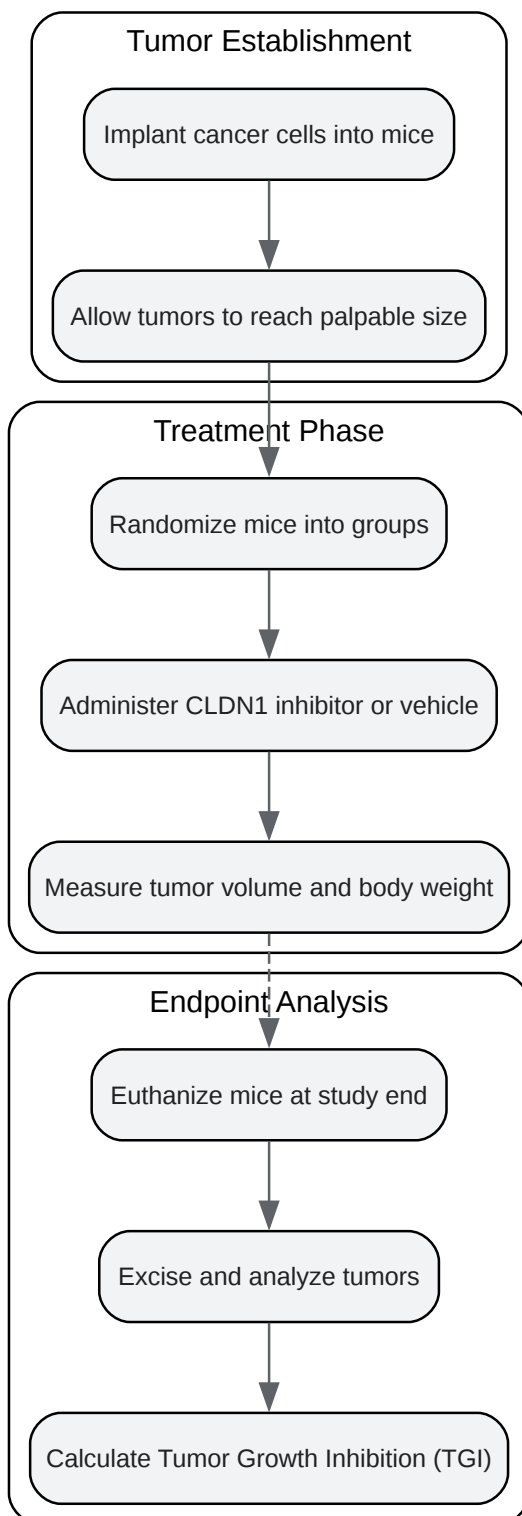 Tumor Establishment
Implant cancer cells into mice
Allow tumors to reach palpable size
Treatment Phase
Randomize mice into groups
Administer CLDN1 inhibitor or vehicle
Measure tumor volume and body weight
Endpoint Analysis
Euthanize mice at study end
Excise and analyze tumors
Calculate Tumor Growth Inhibition (TGI)